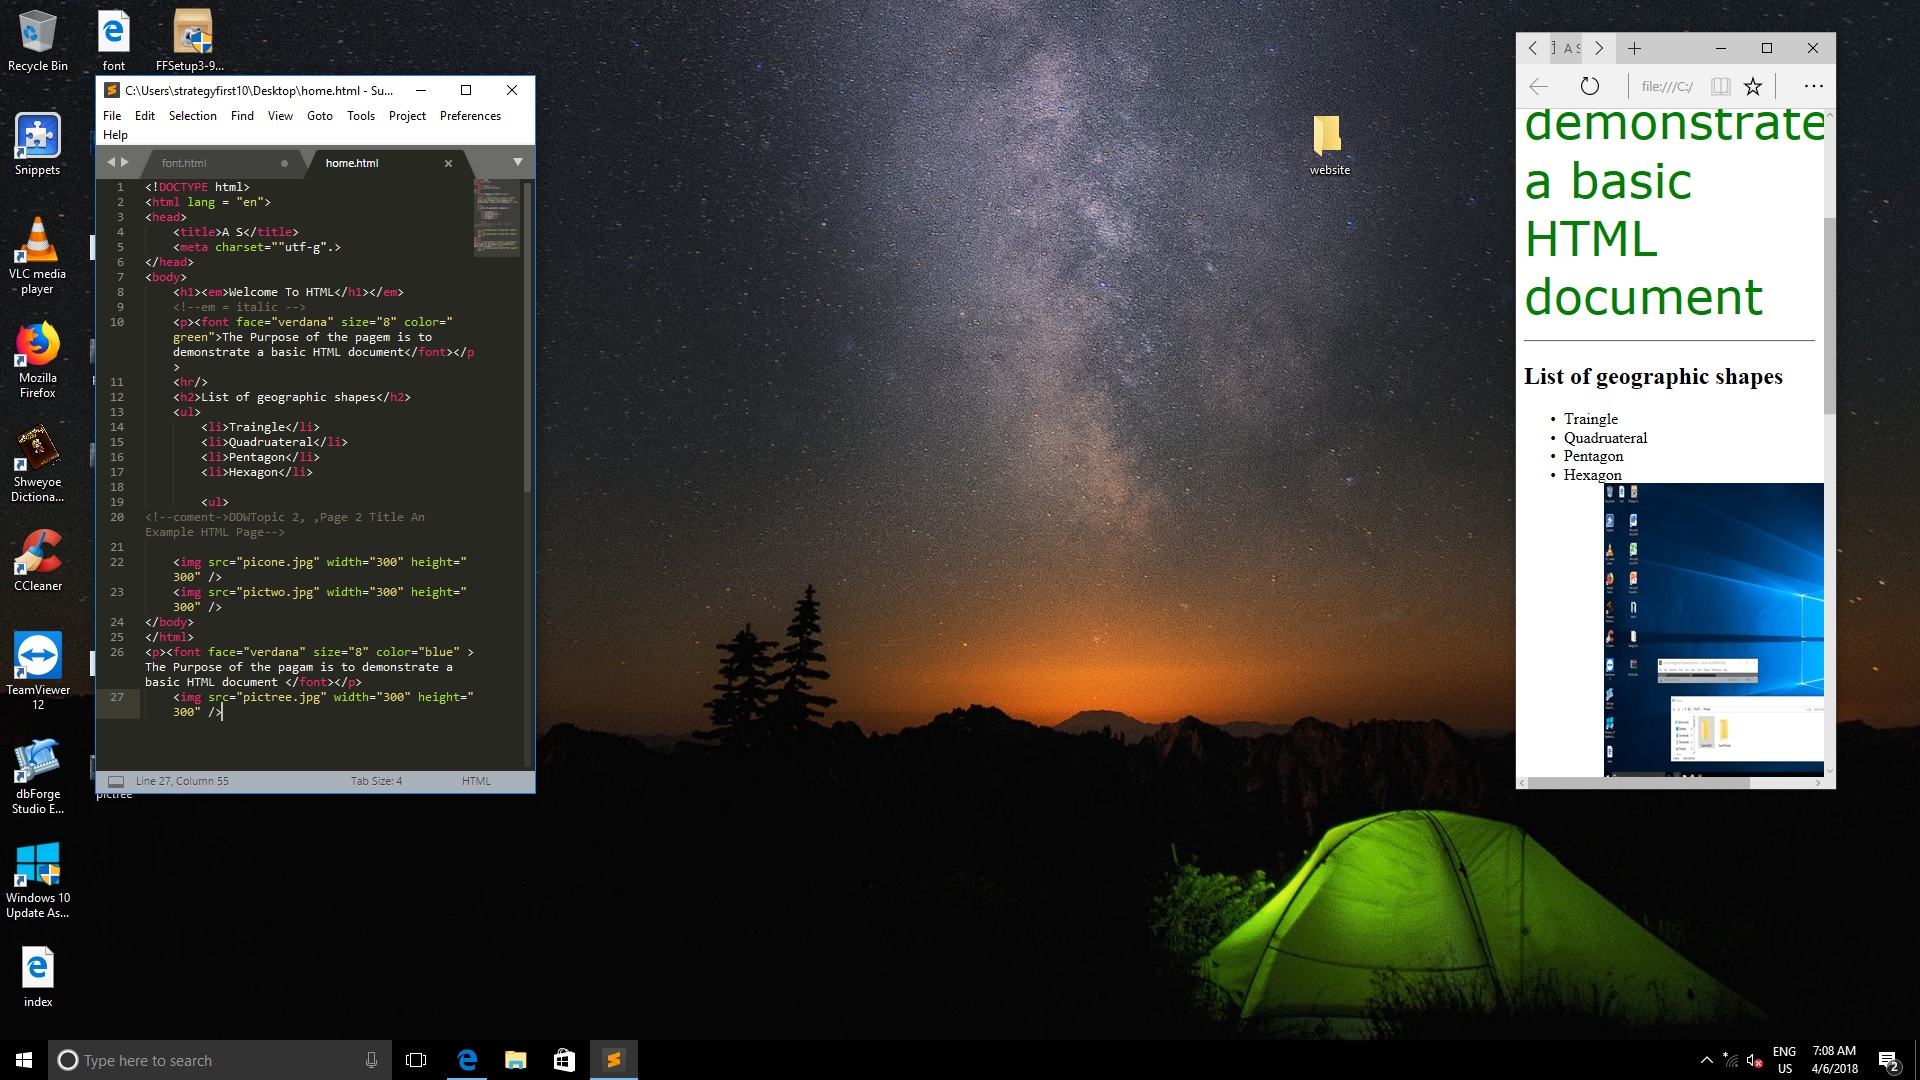 Recycle Bin
font
FFSetup3-9...
Snippets
VLC media
player
Mozilla
Firefox
Shweyoe
Dictiona...
CCleaner
TeamViewer
12
dbForge
Studio E...
Windows 10
Update As...
index
pictree
website
C:\Users\strategyfirst10\Desktop\home.html - Su...
File Edit Selection Find View Goto Tools Project Preferences
Help
font.html
home.html
1 <!DOCTYPE html>
2 <html lang = "en">
3 <head>
4 <title>A S</title>
5 <meta charset=""utf-g".>
6 </head>
7 <body>
8 <h1><em>Welcome To HTML</h1></em>
9 <!--em = italic -->
10 <p><font face="verdana" size="8" color="
green">The Purpose of the pagem is to
demonstrate a basic HTML document</font></p
>
11 <hr/>
12 <h2>List of geographic shapes</h2>
13 <ul>
14 <li>Traingle</li>
15 <li>Quadruateral</li>
16 <li>Pentagon</li>
17 <li>Hexagon</li>
18
19 <ul>
20 <!--coment->DDWTopic 2, ,Page 2 Title An
Example HTML Page-->
21
22 <img src="picone.jpg" width="300" height="
300" />
23 <img src="pictwo.jpg" width="300" height="
300" />
24 </body>
25 </html>
26 <p><font face="verdana" size="8" color="blue" >
The Purpose of the pagam is to demonstrate a
basic HTML document </font></p>
27 <img src="pictree.jpg" width="300" height="
300" />
Line 27, Column 55
Tab Size: 4
HTML
A S
file:///C:/
demonstrate
a basic
HTML
document
List of geographic shapes
• Traingle
• Quadruateral
• Pentagon
• Hexagon
Type here to search
ENG
US
7:08 AM
4/6/2018
2